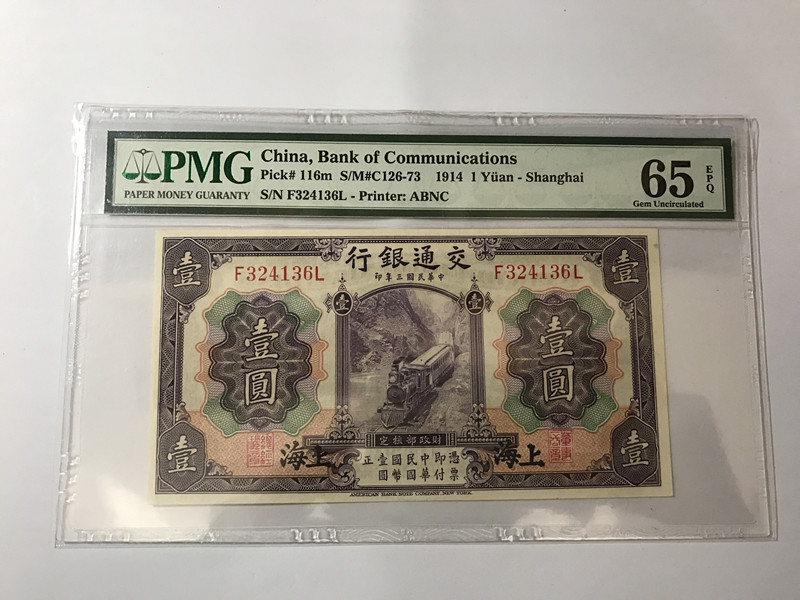 PMG
PAPER MONEY GUARANTY
China, Bank of Communications
Pick# 116m S/M#C126-73 1914 1 Yüan - Shanghai
S/N F324136L - Printer: ABNC
65
EPQ
Gem Uncirculated
行銀通交
印年三國民華中
壹 壹
F324136L F324136L
壹 壹
壹圓 壹圓
定核部政財
海上 海上
正壹國民中即憑
圓幣國華付票
壹 壹
AMERICAN BANK NOTE COMPANY, NEW YORK.